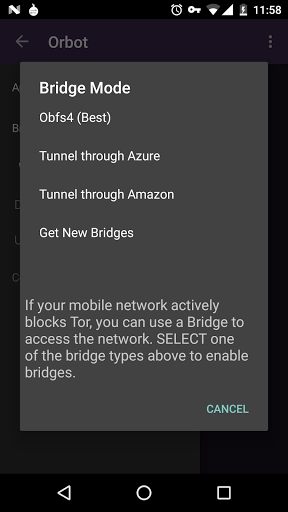 11:58
Orbot
Bridge Mode
Obfs4 (Best)
Tunnel through Azure
Tunnel through Amazon
Get New Bridges
If your mobile network actively
blocks Tor, you can use a Bridge to
access the network. SELECT one
of the bridge types above to enable
bridges.
CANCEL